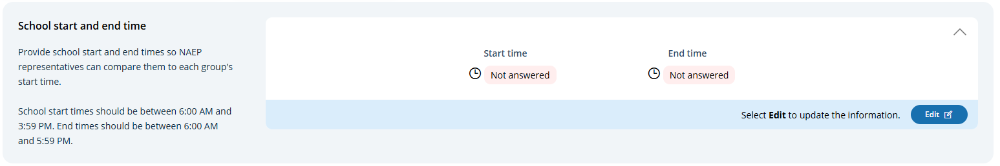 School start and end time
Provide school start and end times so NAEP
representatives can compare them to each group's
start time.
School start times should be between 6:00 AM and
3:59 PM. End times should be between 6:00 AM
and 5:59 PM.
Start time
End time
Not answered
Not answered
Select Edit to update the information.
Edit